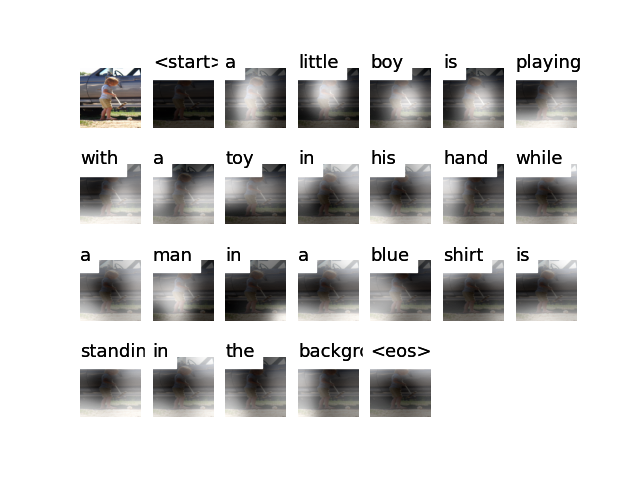 <start> a little boy is playing
with a toy in his hand while
a man in a blue shirt is
standin in the backgr <eos>